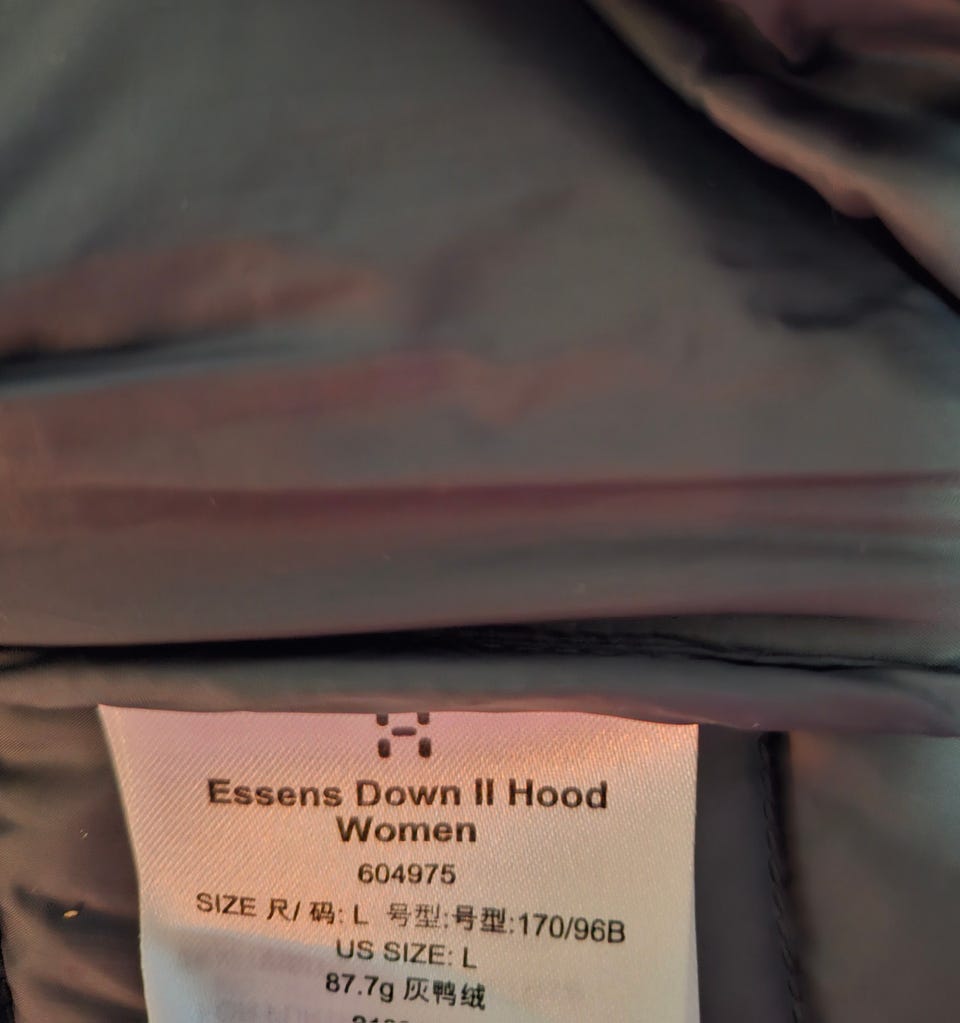 Essens Down II Hood
Women
604975
SIZE 尺/ 码: L 号型:号型:170/96B
US SIZE: L
87.7g 灰鸭绒